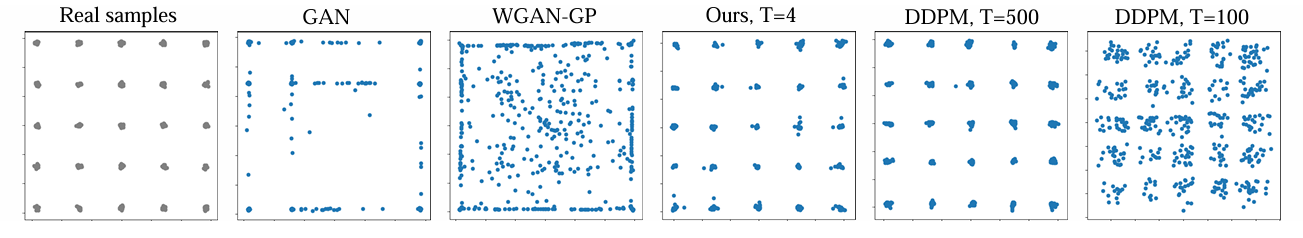 Real samples
GAN
WGAN-GP
Ours, T=4
DDPM, T=500
DDPM, T=100